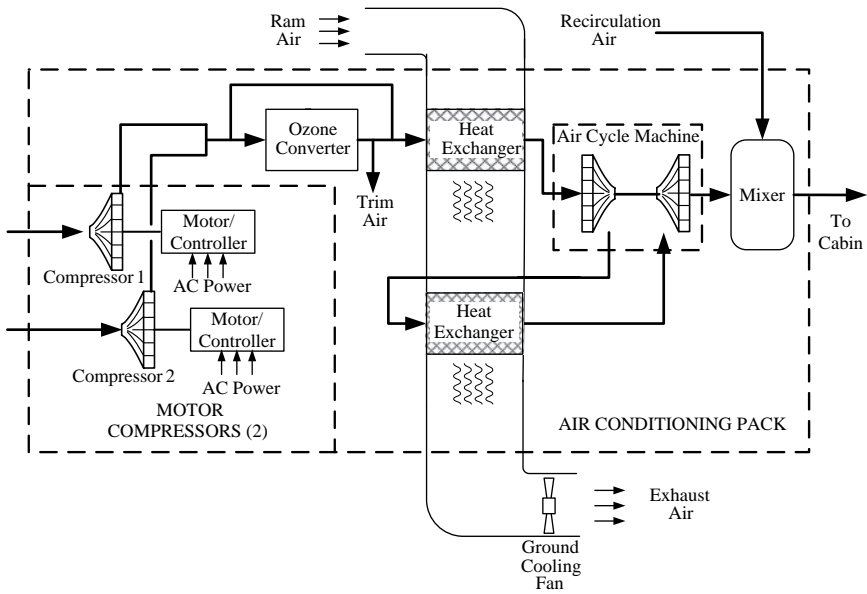 Ram
Air
Recirculation
Air
Ozone
Converter
Heat
Exchanger
Air Cycle Machine
Trim
Air
Mixer
To
Cabin
Motor/
Controller
Compressor 1
AC Power
Heat
Exchanger
Motor/
Controller
Compressor 2
AC Power
MOTOR
COMPRESSORS (2)
AIR CONDITIONING PACK
Exhaust
Air
Ground
Cooling
Fan